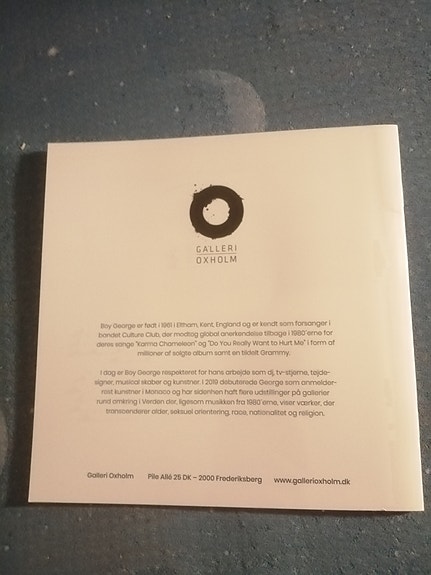 GALLERI
OXHOLM
Boy George er født i 1961 i Eltham, Kent, England og er kendt som forsanger i
bandet Culture Club, der modtog global anerkendelse tilbage i 1980'erne for
deres sange "Karma Chameleon" og "Do You Really Want to Hurt Me" i form af
millioner af solgte album samt en tildelt Grammy.
I dag er Boy George respekteret for hans arbejde som dj, tv-stjerne, tøjde-
signer, musical skaber og kunstner. I 2019 debuterede George som anmelder-
rost kunstner i Monaco og har sidenhen haft flere udstillinger på gallerier
rund omkring i Verden der, ligesom musikken fra 1980'erne, viser værker, der
transcenderer alder, seksuel orientering, race, nationalitet og religion.
Galleri Oxholm Pile Allé 25 DK – 2000 Frederiksberg www.gallerioxholm.dk